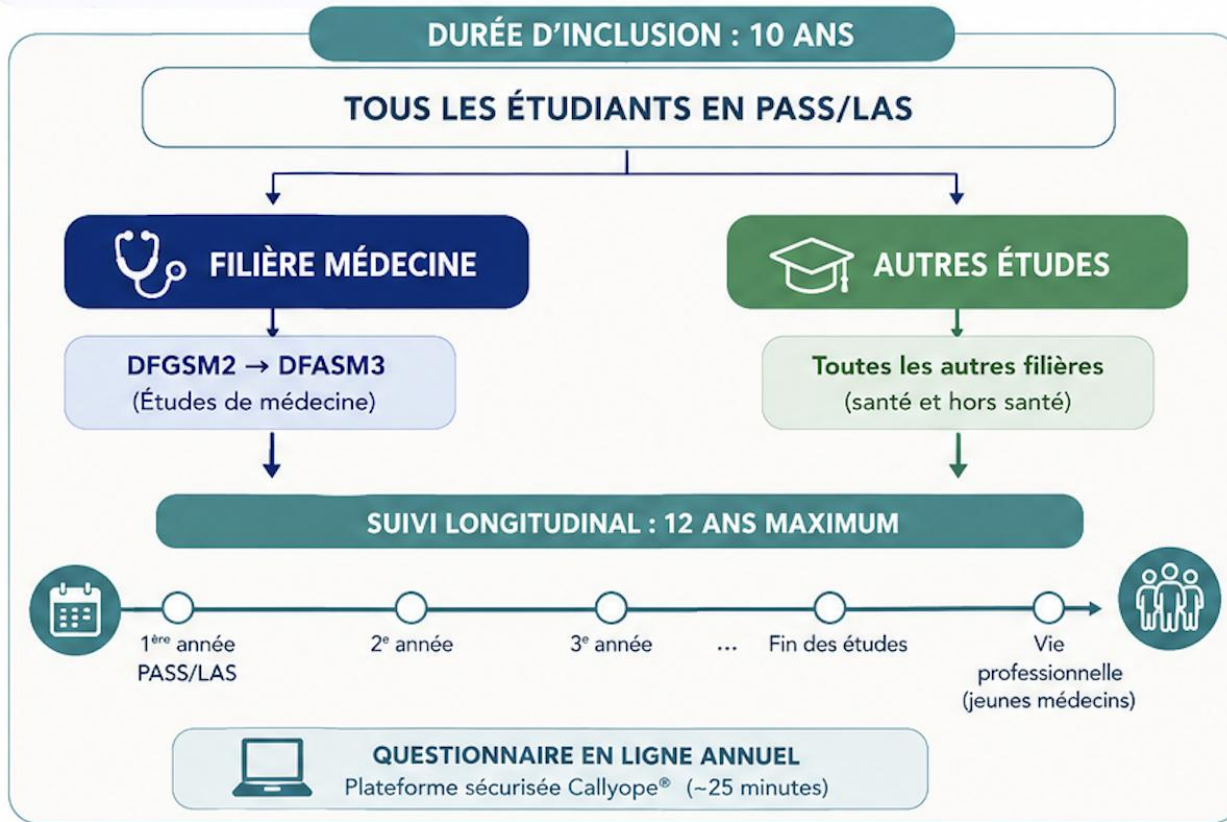 DURÉE D'INCLUSION : 10 ANS
TOUS LES ÉTUDIANTS EN PASS/LAS
FILIÈRE MÉDECINE
AUTRES ÉTUDES
DFGSM2 → DFASM3
(Études de médecine)
Toutes les autres filières
(santé et hors santé)
SUIVI LONGITUDINAL : 12 ANS MAXIMUM
1ère année
PASS/LAS
2e année
3e année
...
Fin des études
Vie
professionnelle
(jeunes médecins)
QUESTIONNAIRE EN LIGNE ANNUEL
Plateforme sécurisée Callyope® (~25 minutes)